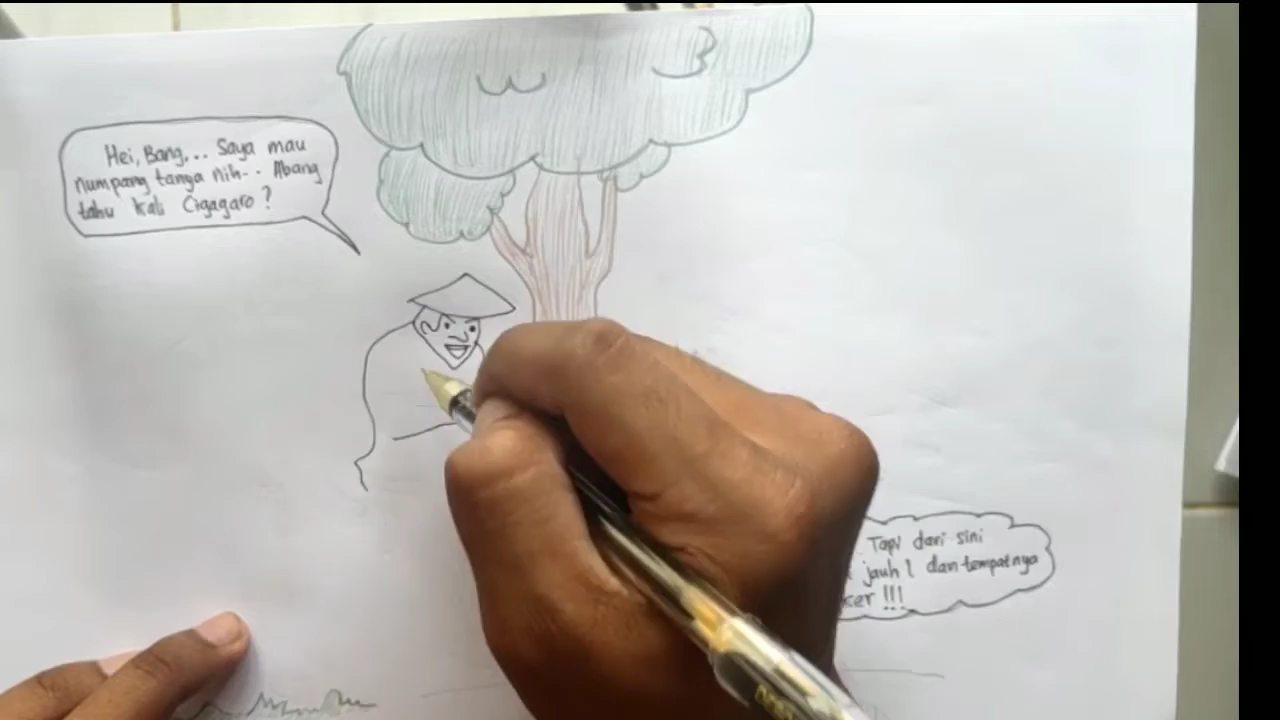 Hei, Bang... Saya mau
numpang tanya nih.. Abang
tahu kali Cigagaro?
Tapi dari sini
jauh! dan tempatnya
ker !!!